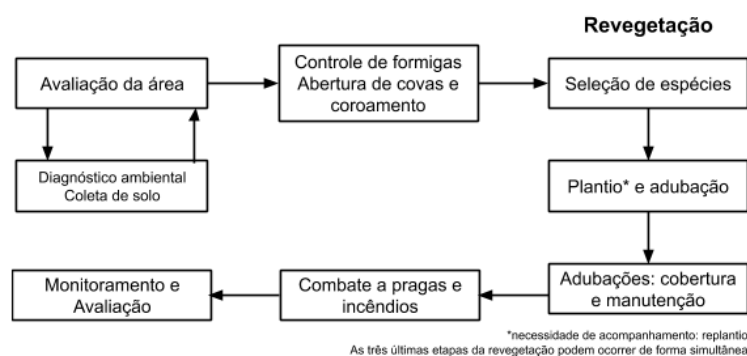 Revegetação
Avaliação da área
Controle de formigas
Abertura de covas e
coroamento
Seleção de espécies
Diagnóstico ambiental
Coleta de solo
Plantio* e adubação
Adubações: cobertura
e manutenção
Combate a pragas e
incêndios
Monitoramento e
Avaliação
*necessidade de acompanhamento: replantio
As três últimas etapas da revegetação podem ocorrer de forma simultânea